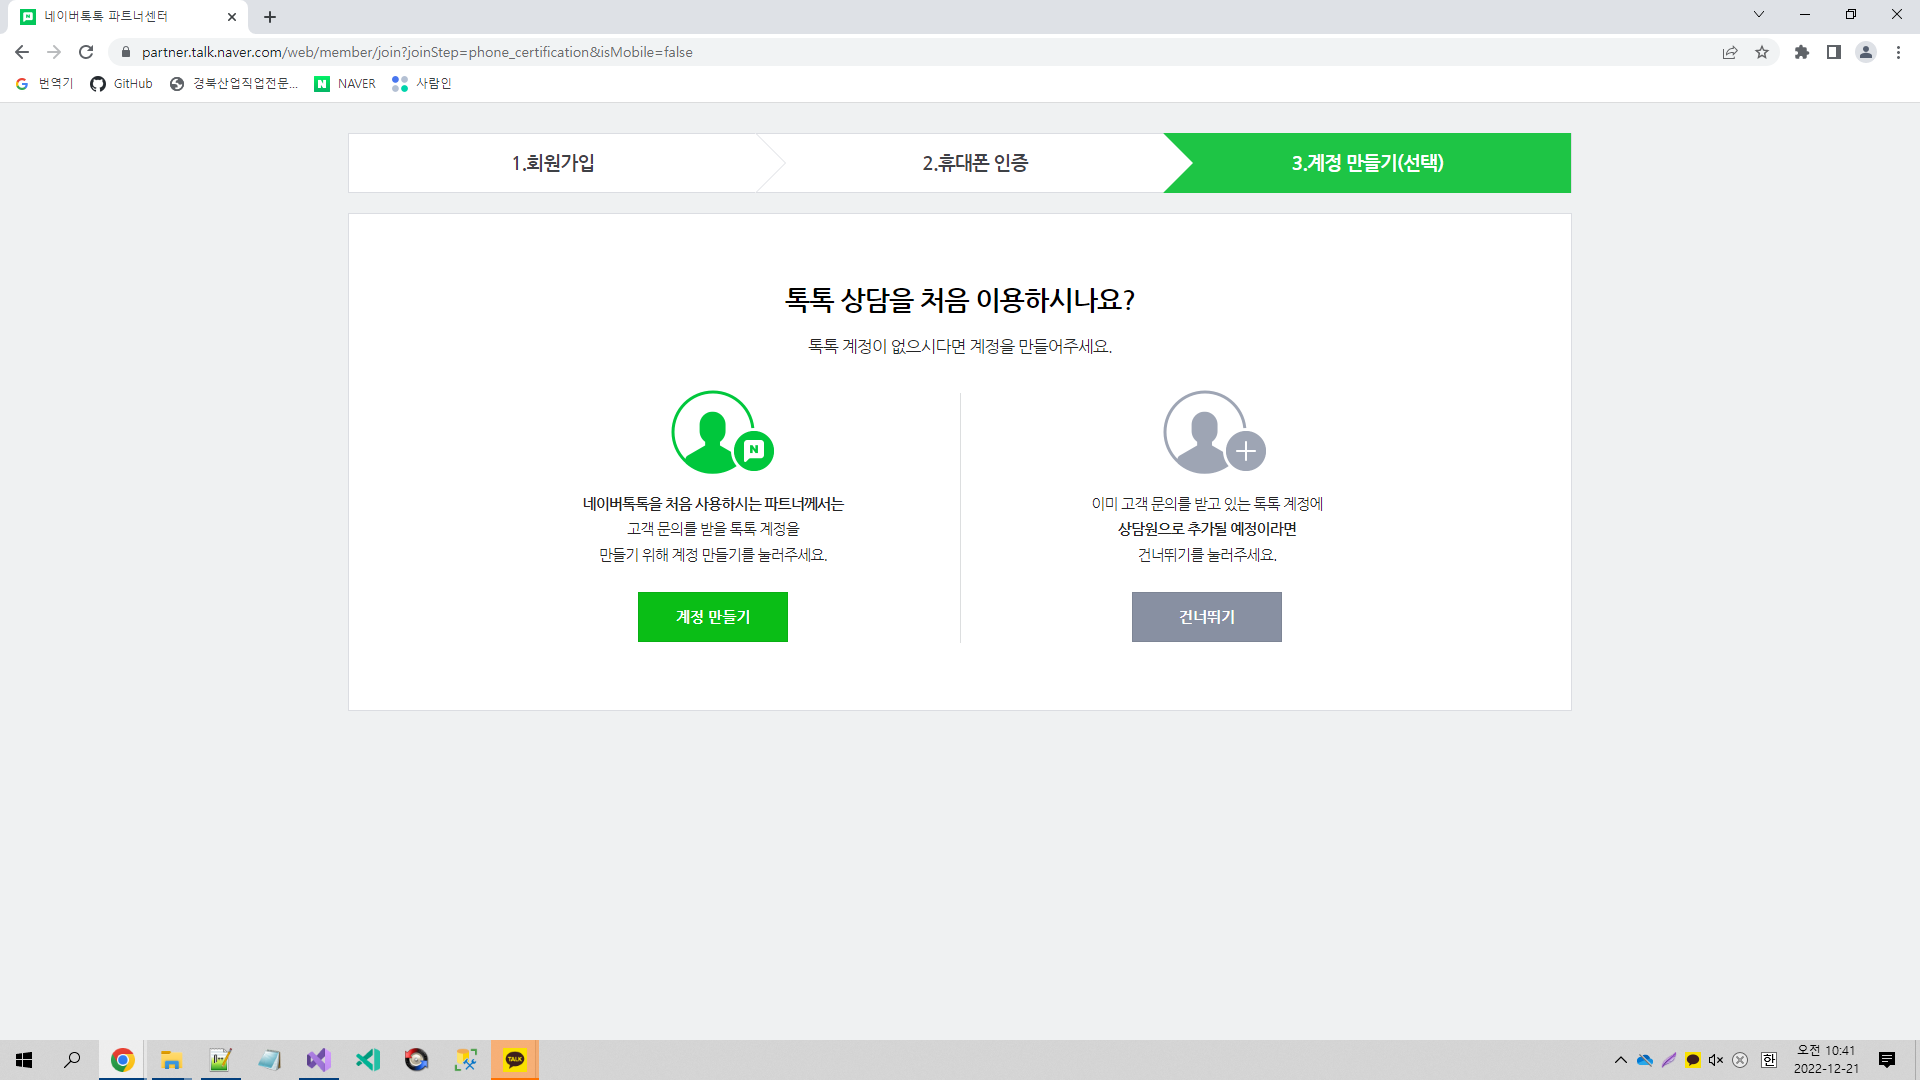 네이버톡톡 파트너센터
partner.talk.naver.com/web/member/join?joinStep=phone_certification&isMobile=false
번역기
GitHub
경북산업직업전문...
NAVER
사람인
1.회원가입
2.휴대폰 인증
3.계정 만들기(선택)
톡톡 상담을 처음 이용하시나요?
톡톡 계정이 없으시다면 계정을 만들어주세요.
네이버톡톡을 처음 사용하시는 파트너께서는
고객 문의를 받을 톡톡 계정을
만들기 위해 계정 만들기를 눌러주세요.
계정 만들기
이미 고객 문의를 받고 있는 톡톡 계정에
상담원으로 추가될 예정이라면
건너뛰기를 눌러주세요.
건너뛰기
TALK
한
오전 10:41
2022-12-21